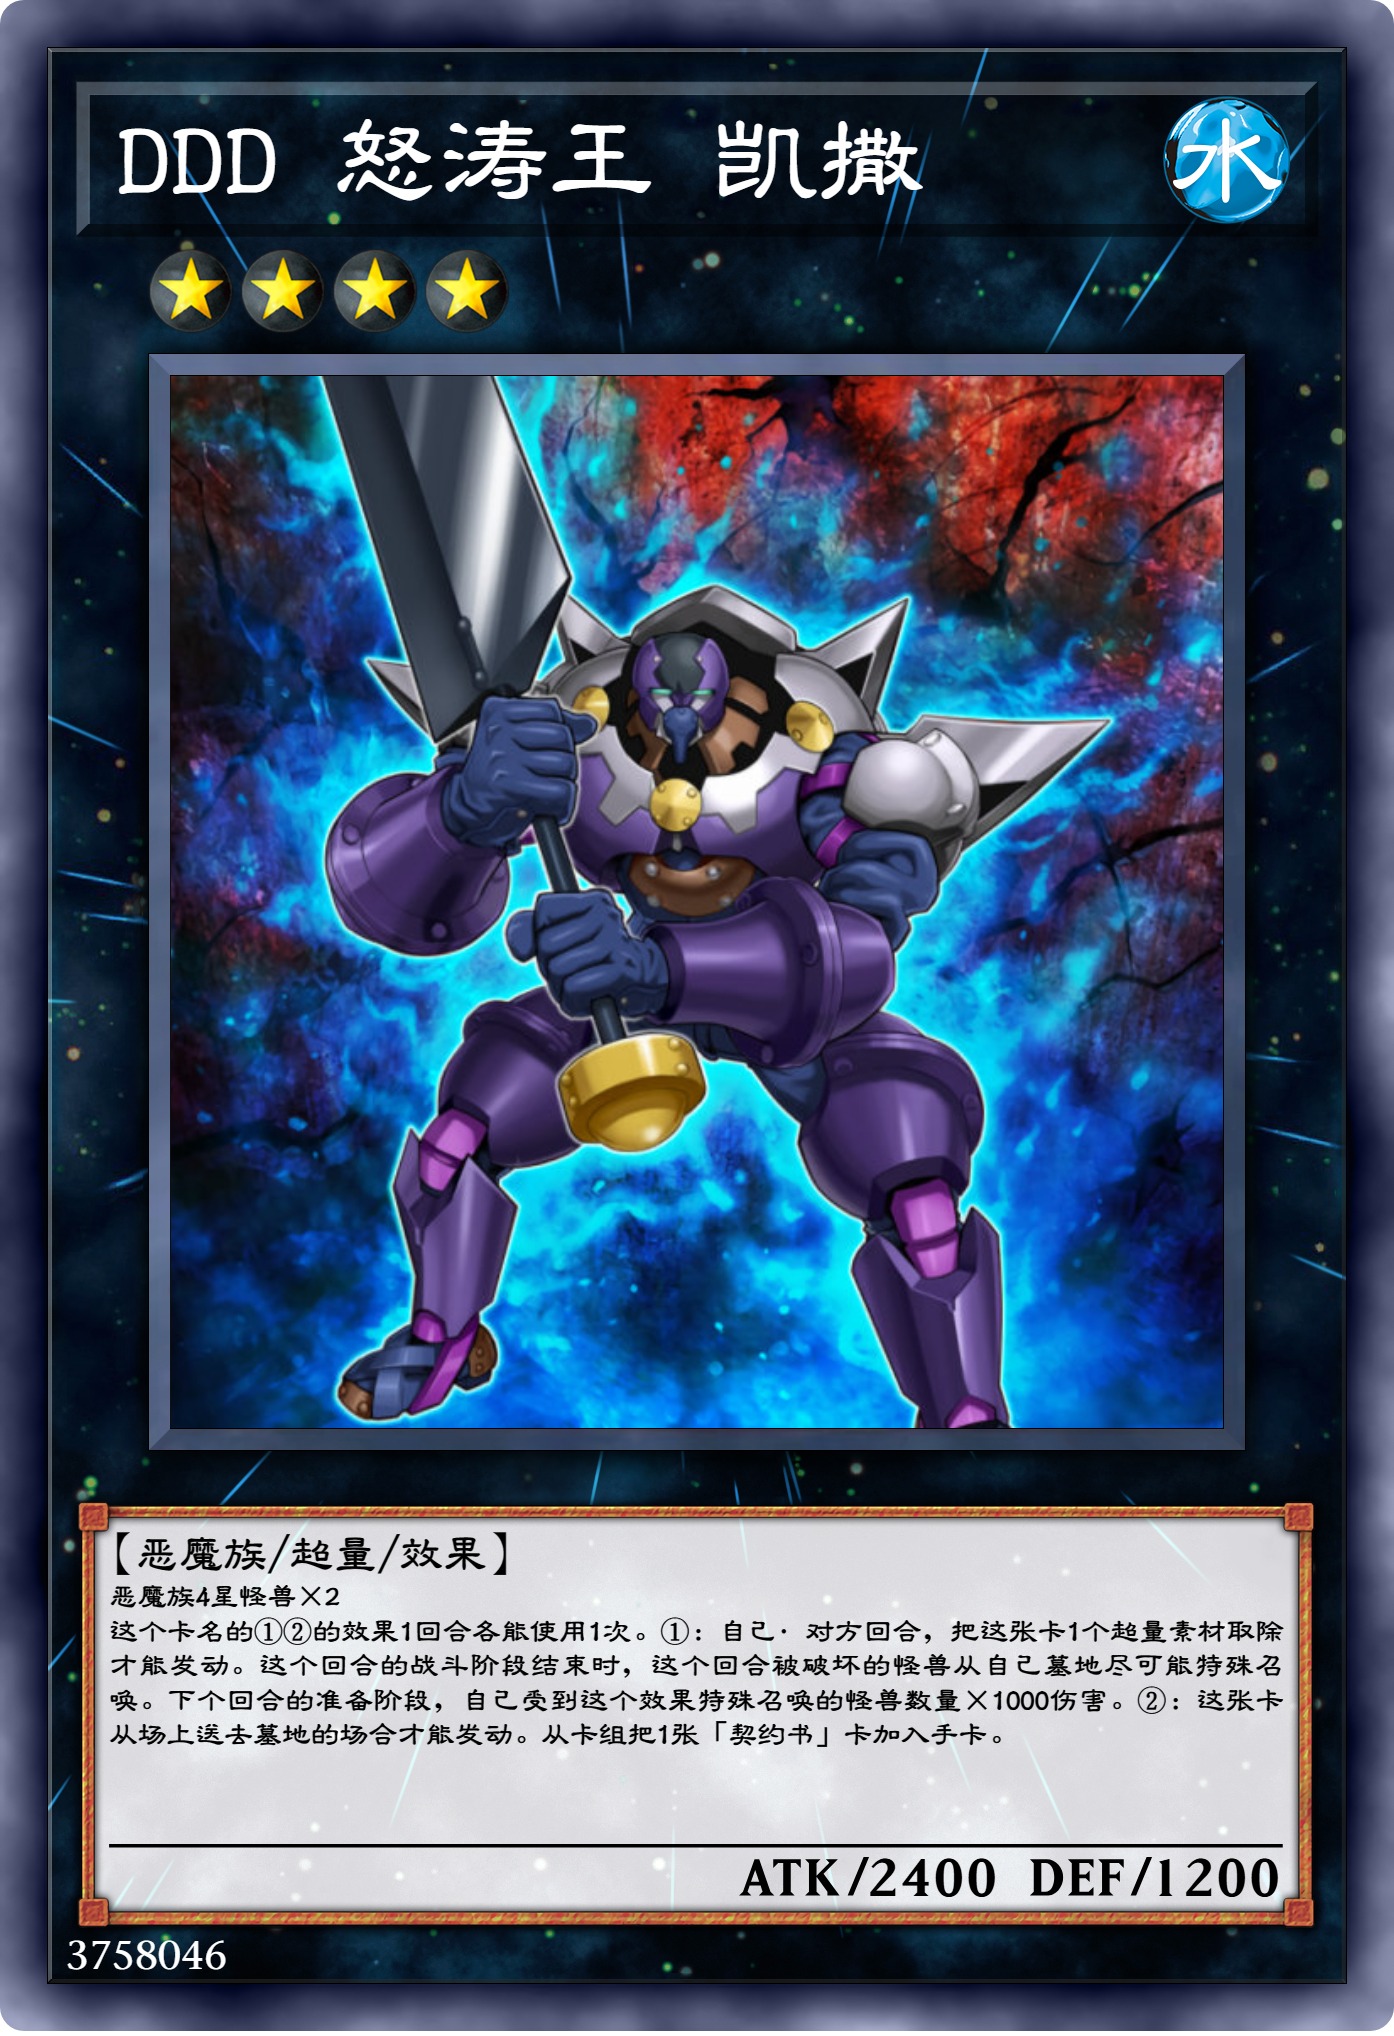 DDD 怒涛王 凯撒
水
【恶魔族/超量/效果】
恶魔族4星怪兽×2
这个卡名的①②的效果1回合各能使用1次。①：自己·对方回合，把这张卡1个超量素材取除
才能发动。这个回合的战斗阶段结束时，这个回合被破坏的怪兽从自己墓地尽可能特殊召
唤。下个回合的准备阶段，自己受到这个效果特殊召唤的怪兽数量×1000伤害。②：这张卡
从场上送去墓地的场合才能发动。从卡组把1张「契约书」卡加入手卡。
ATK/2400 DEF/1200
3758046